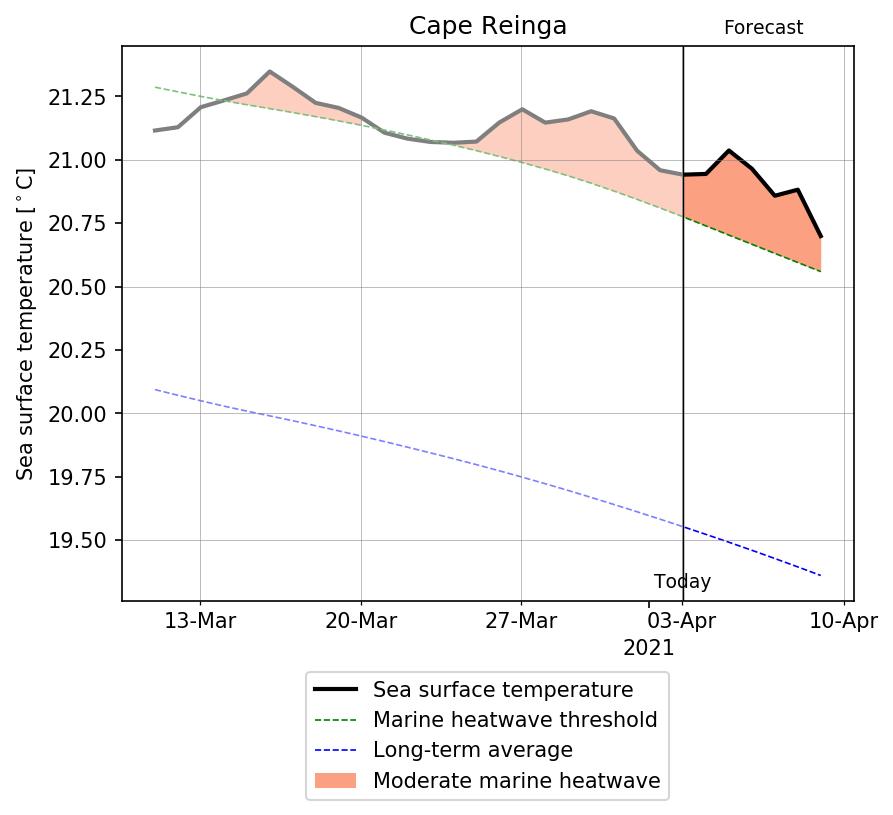 Cape Reinga
Forecast
Sea surface temperature [°C]
21.25
21.00
20.75
20.50
20.25
20.00
19.75
19.50
Today
13-Mar 20-Mar 27-Mar 03-Apr 10-Apr
2021
Sea surface temperature
Marine heatwave threshold
Long-term average
Moderate marine heatwave